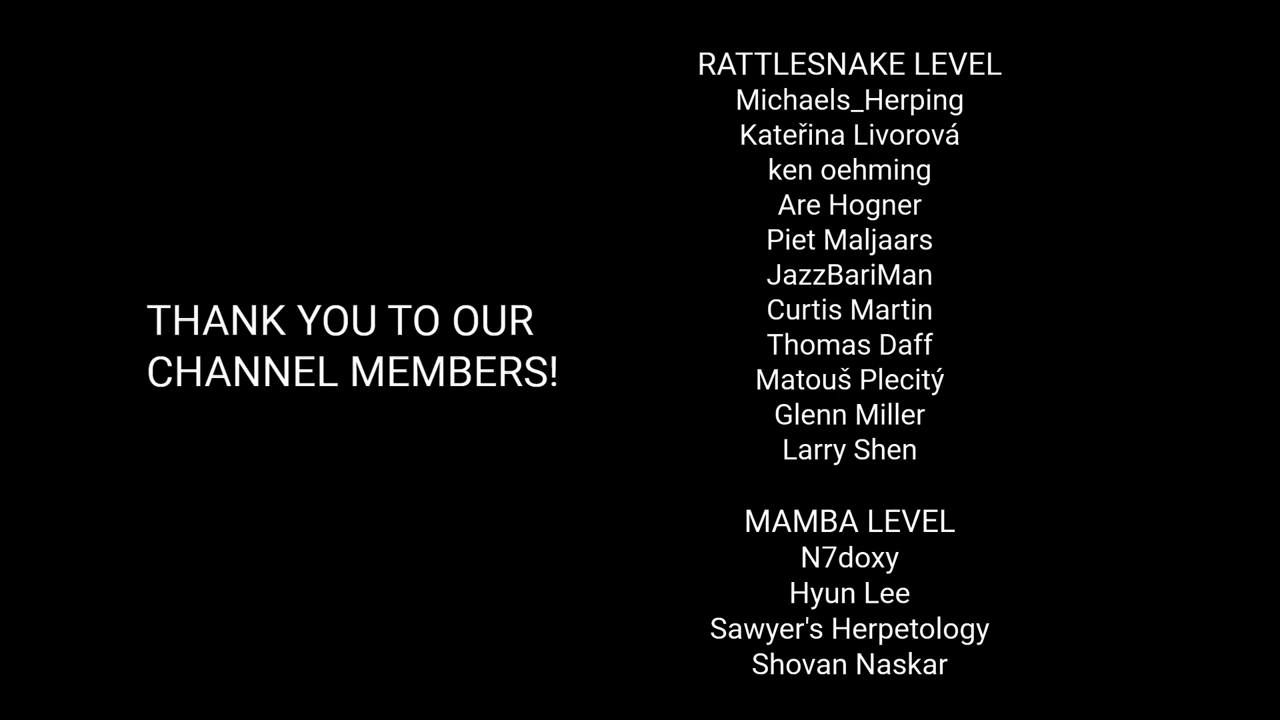 THANK YOU TO OUR
CHANNEL MEMBERS!
RATTLESNAKE LEVEL
Michaels_Herping
Kateřina Livorová
ken oehming
Are Hogner
Piet Maljaars
JazzBariMan
Curtis Martin
Thomas Daff
Matouš Plecitý
Glenn Miller
Larry Shen
MAMBA LEVEL
N7doxy
Hyun Lee
Sawyer's Herpetology
Shovan Naskar